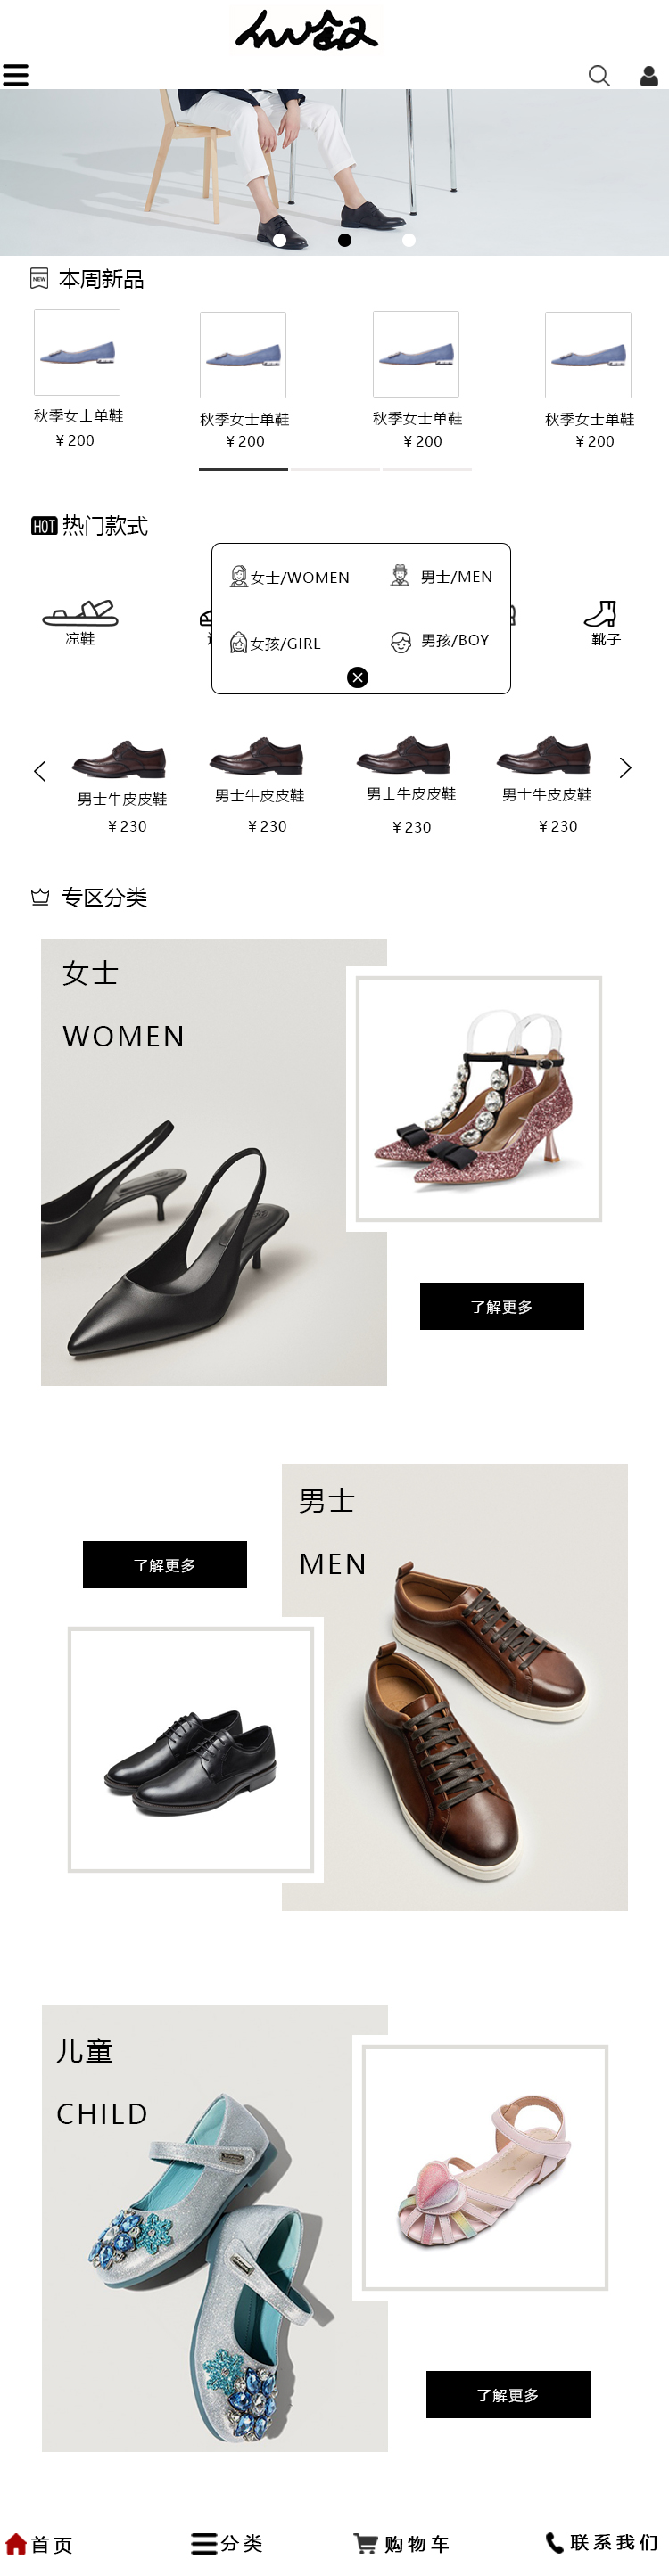 NEW 本周新品
秋季女士单鞋 秋季女士单鞋 秋季女士单鞋 秋季女士单鞋
¥200 ¥200 ¥200 ¥200
HOT 热门款式
女士/WOMEN 男士/MEN
凉鞋 靴子
女孩/GIRL 男孩/BOY
男士牛皮皮鞋 男士牛皮皮鞋 男士牛皮皮鞋 男士牛皮皮鞋
¥230 ¥230 ¥230 ¥230
专区分类
女士
WOMEN
了解更多
男士
MEN
了解更多
儿童
CHILD
了解更多
首页 分类 购物车 联系我们